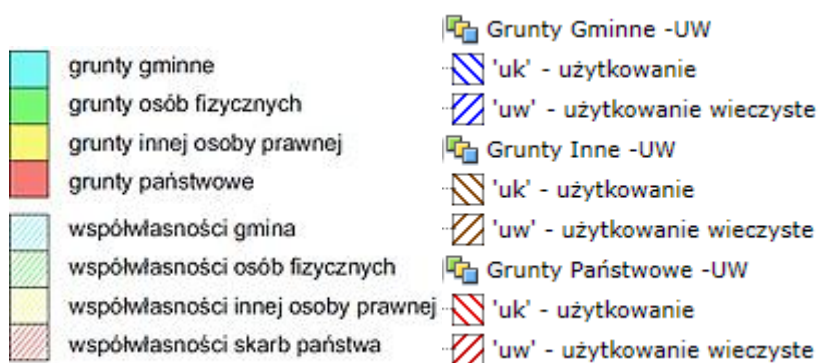 grunty gminne
grunty osób fizycznych
grunty innej osoby prawnej
grunty państwowe
współwłasności gmina
współwłasności osób fizycznych
współwłasności innej osoby prawnej
współwłasności skarb państwa
Grunty Gminne -UW
'uk' - użytkowanie
'uw' - użytkowanie wieczyste
Grunty Inne -UW
'uk' - użytkowanie
'uw' - użytkowanie wieczyste
Grunty Państwowe -UW
'uk' - użytkowanie
'uw' - użytkowanie wieczyste